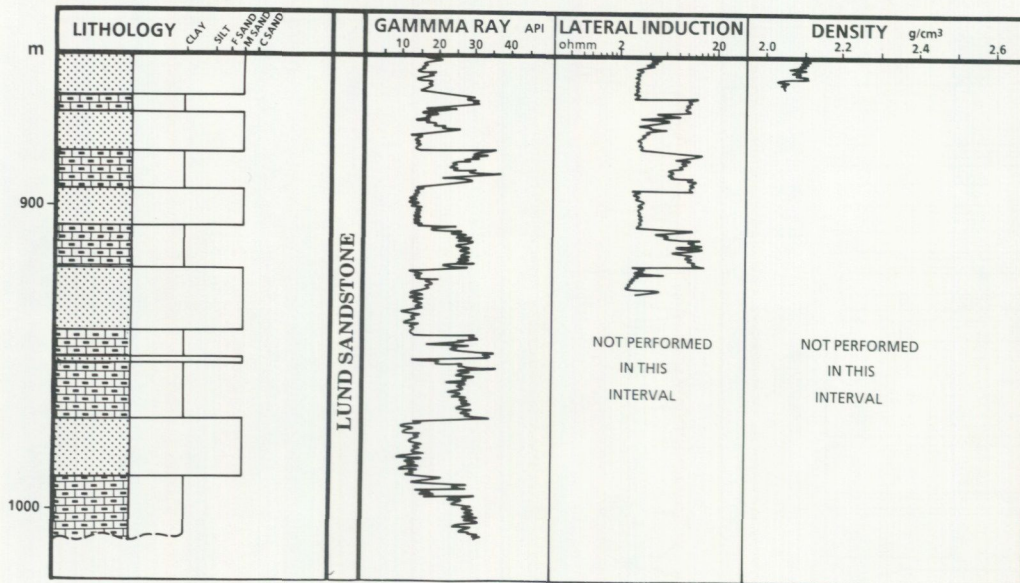 LITHOLOGY
CLAY
SILT
F SAND
M SAND
C SAND
GAMMMA RAY API
10 20 30 40
LATERAL INDUCTION
ohmm 2 20
DENSITY g/cm³
2.0 2.2 2.4 2.6
m
900
1000
LUND SANDSTONE
NOT PERFORMED
IN THIS
INTERVAL
NOT PERFORMED
IN THIS
INTERVAL